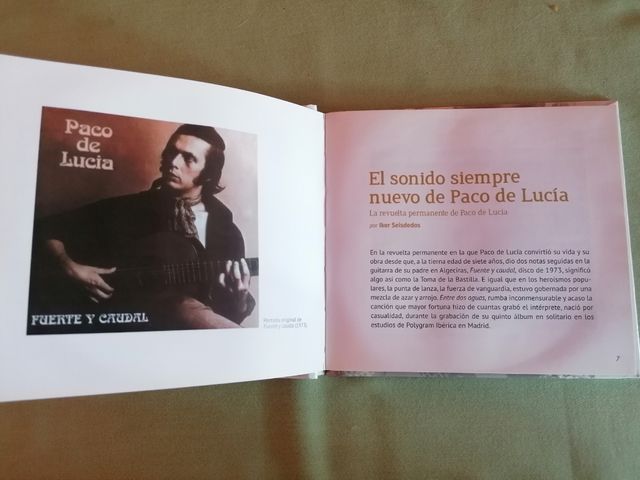 Paco
de
Lucia
FUERTE Y CAUDAL
Portada original de
Fuente y caudal (1973)
El sonido siempre
nuevo de Paco de Lucía
La revuelta permanente de Paco de Lucía
por Iker Seisdedos
En la revuelta permanente en la que Paco de Lucía convirtió su vida y su
obra desde que, a la tierna edad de siete años, dio dos notas seguidas en la
guitarra de su padre en Algeciras, Fuente y caudal, disco de 1973, significó
algo así como la Toma de la Bastilla. E igual que en los heroísmos popu-
lares, la punta de lanza, la fuerza de vanguardia, estuvo gobernada por una
mezcla de azar y arrojo. Entre dos aguas, rumba inconmensurable y acaso la
canción que mayor fortuna hizo de cuantas grabó el intérprete, nació por
casualidad, durante la grabación de su quinto álbum en solitario en los
estudios de Polygram Ibérica en Madrid.
7